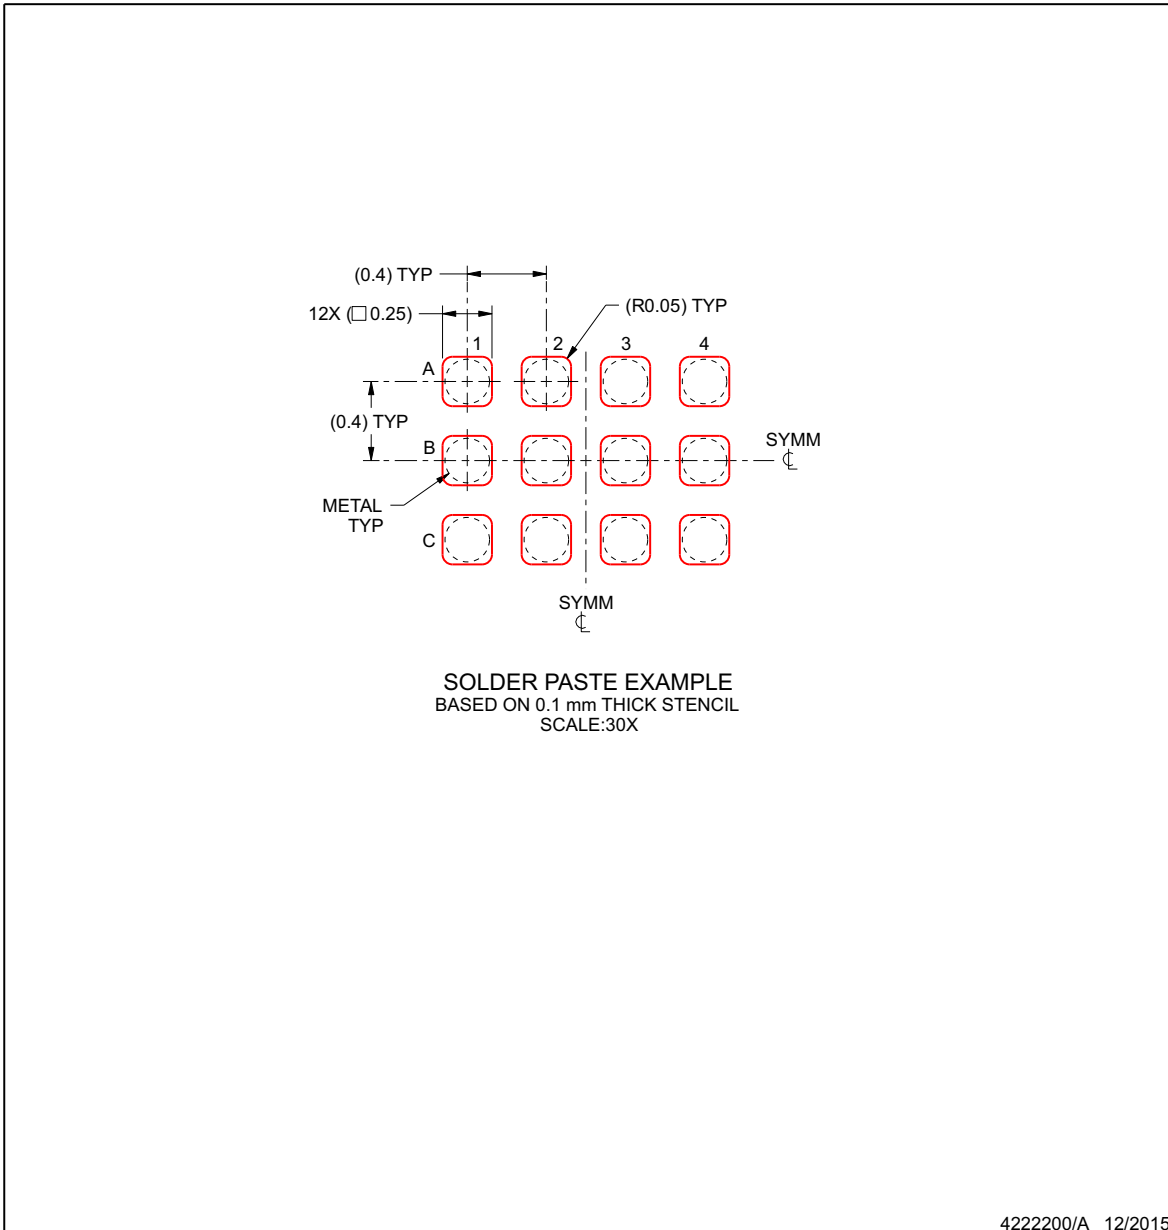 (0.4) TYP
12X (□ 0.25)
(R0.05) TYP
1 2 3 4
A
(0.4) TYP
B
SYMM
℄
METAL
TYP
C
SYMM
℄
SOLDER PASTE EXAMPLE
BASED ON 0.1 mm THICK STENCIL
SCALE:30X
4222200/A 12/2015